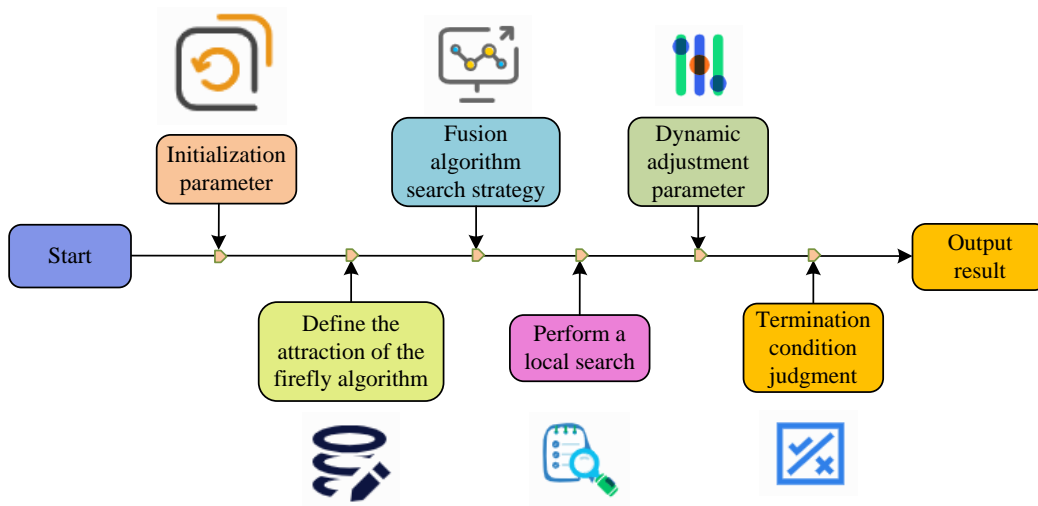 Initialization
parameter
Fusion
algorithm
search strategy
Dynamic
adjustment
parameter
Start
Output
result
Define the
attraction of the
firefly algorithm
Perform a
local search
Termination
condition
judgment